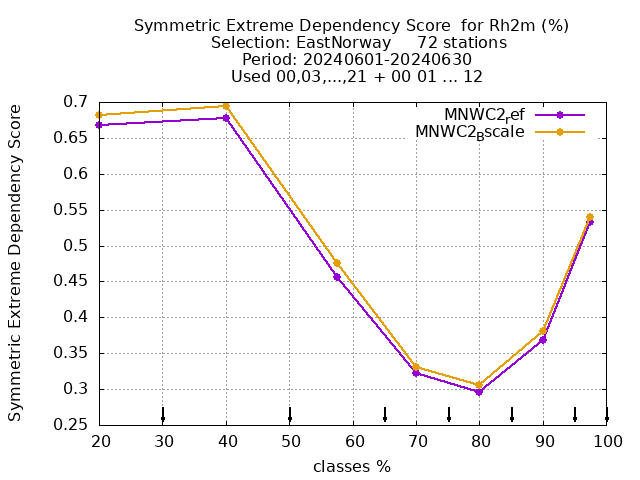 Symmetric Extreme Dependency Score for Rh2m (%)
Selection: EastNorway 72 stations
Period: 20240601-20240630
Used 00,03,...,21 + 00 01 ... 12
Symmetric Extreme Dependency Score
0.7
0.65
0.6
0.55
0.5
0.45
0.4
0.35
0.3
0.25
MNWC2_ref
MNWC2_Bscale
20 30 40 50 60 70 80 90 100
classes %